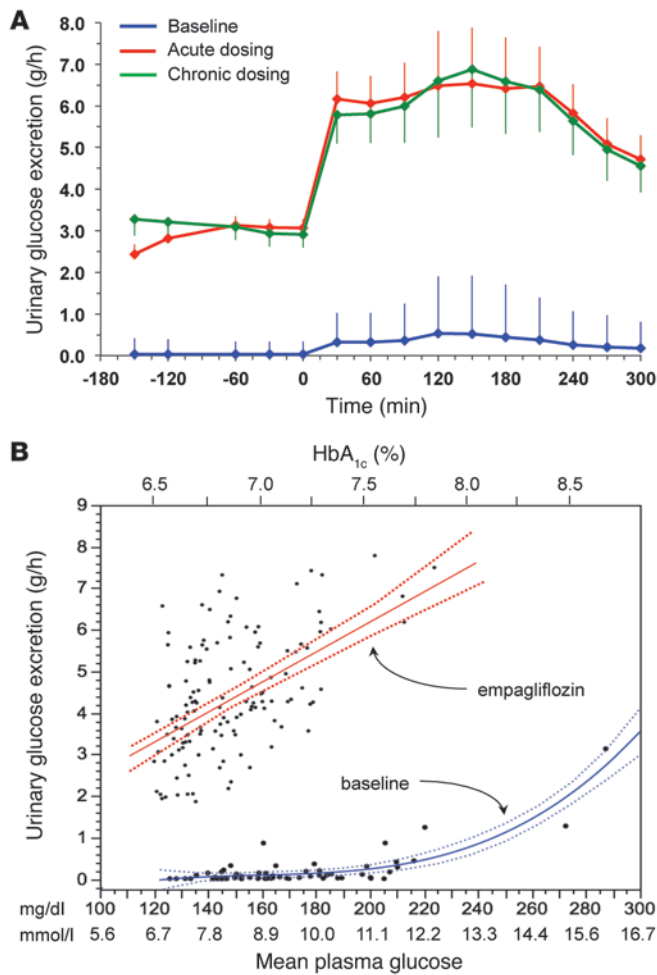 A
Baseline
Acute dosing
Chronic dosing
Urinary glucose excretion (g/h)
8.0
7.0
6.0
5.0
4.0
3.0
2.0
1.0
0.0
-180 -120 -60 0 60 120 180 240 300
Time (min)
B
HbA1c (%)
6.5 7.0 7.5 8.0 8.5
Urinary glucose excretion (g/h)
9
8
7
6
5
4
3
2
1
0
empagliflozin
baseline
mg/dl
100 120 140 160 180 200 220 240 260 280 300
mmol/l
5.6 6.7 7.8 8.9 10.0 11.1 12.2 13.3 14.4 15.6 16.7
Mean plasma glucose